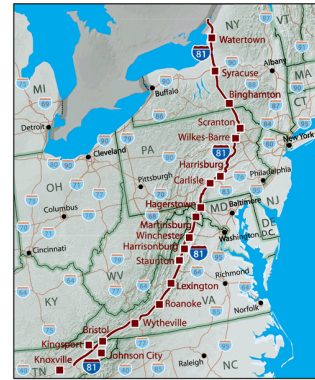 NY
VT
Watertown
81
Syracuse
Albany
MA
Buffalo
Binghamton
CT
MI
Detroit
Scranton
Wilkes-Barre
New York
Cleveland
PA
81
Harrisburg
NJ
Pittsburgh
Carlisle
Philadelphia
OH
Columbus
Hagerstown
MD
Baltimore
Martinsburg
DE
Winchester
Washington, D.C.
Cincinnati
Harrisonburg
81
WV
Staunton
Richmond
Lexington
KY
VA
Roanoke
Norfolk
Bristol
Wytheville
Kingsport
Knoxville
Johnson City
TN
81
Raleigh
NC